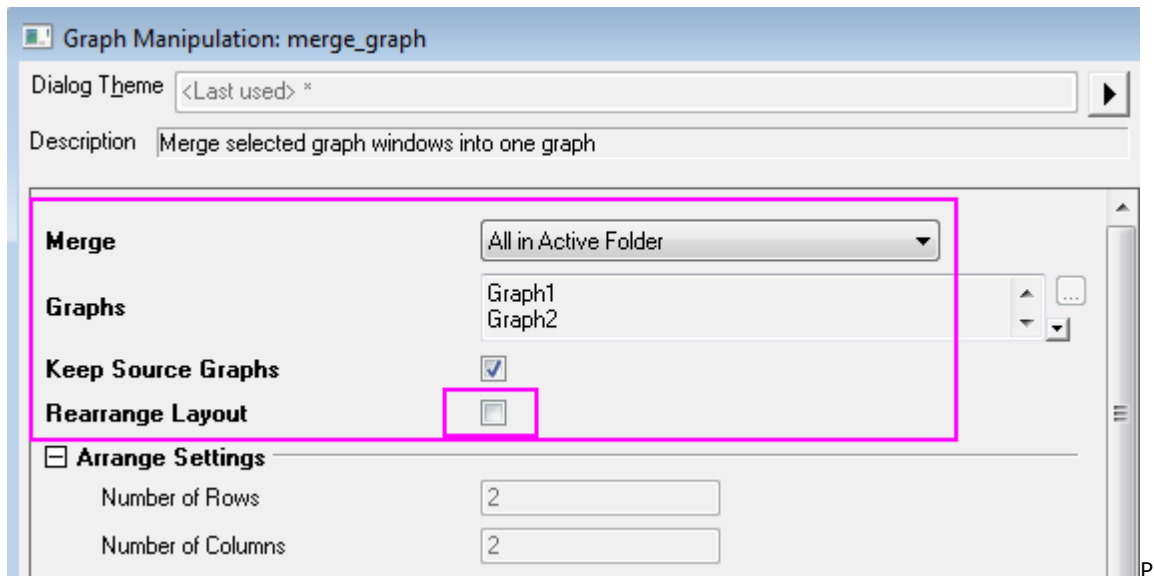 Graph Manipulation: merge_graph
Dialog Theme <Last used> *
Description Merge selected graph windows into one graph
Merge All in Active Folder
Graphs Graph1
Graph2
...
Keep Source Graphs
Rearrange Layout
Arrange Settings
Number of Rows 2
Number of Columns 2
P